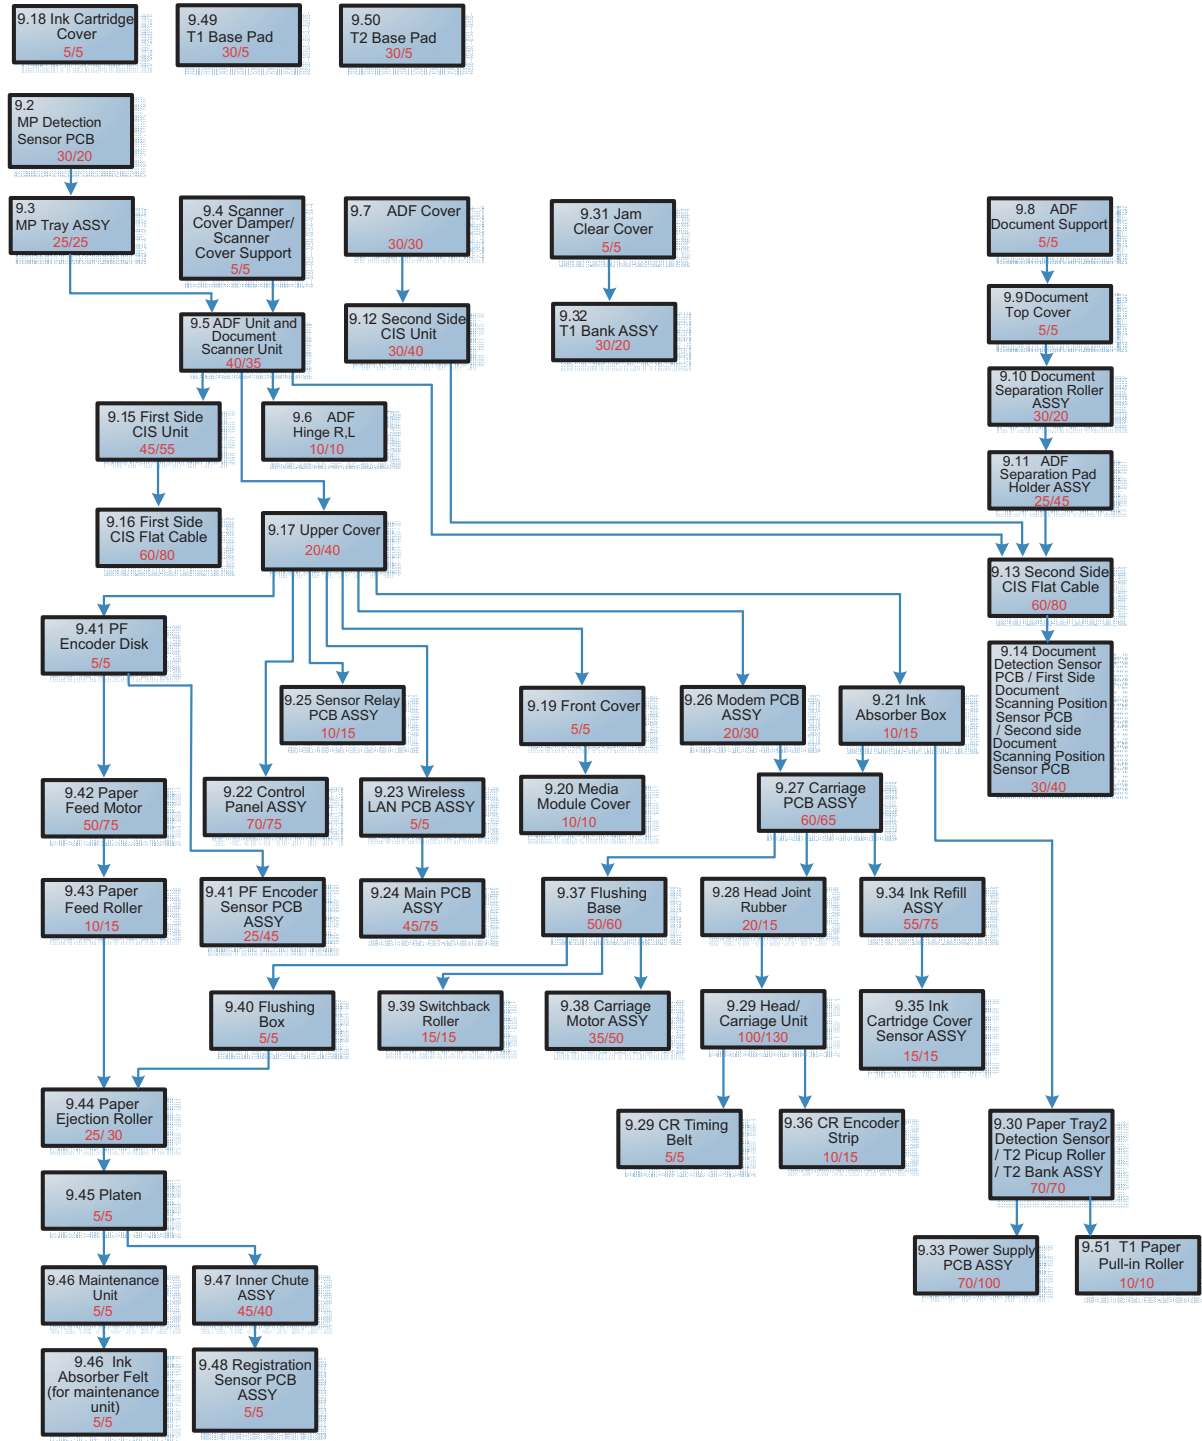 9.18 Ink Cartridge
Cover
5/5
9.49
T1 Base Pad
30/5
9.50
T2 Base Pad
30/5
9.2
MP Detection
Sensor PCB
30/20
9.3
MP Tray ASSY
25/25
9.4 Scanner
Cover Damper/
Scanner
Cover Support
5/5
9.7 ADF Cover
30/30
9.31 Jam
Clear Cover
5/5
9.8 ADF
Document Support
5/5
9.5 ADF Unit and
Document
Scanner Unit
40/35
9.12 Second Side
CIS Unit
30/40
9.32
T1 Bank ASSY
30/20
9.9Document
Top Cover
5/5
9.10 Document
Separation Roller
ASSY
30/20
9.15 First Side
CIS Unit
45/55
9.6 ADF
Hinge R,L
10/10
9.11 ADF
Separation Pad
Holder ASSY
25/45
9.16 First Side
CIS Flat Cable
60/80
9.17 Upper Cover
20/40
9.13 Second Side
CIS Flat Cable
60/80
9.41 PF
Encoder Disk
5/5
9.14 Document
Detection Sensor
PCB / First Side
Document
Scanning Position
Sensor PCB
/ Second side
Document
Scanning Position
Sensor PCB
30/40
9.25 Sensor Relay
PCB ASSY
10/15
9.19 Front Cover
5/5
9.26 Modem PCB
ASSY
20/30
9.21 Ink
Absorber Box
10/15
9.42 Paper
Feed Motor
50/75
9.22 Control
Panel ASSY
70/75
9.23 Wireless
LAN PCB ASSY
5/5
9.20 Media
Module Cover
10/10
9.27 Carriage
PCB ASSY
60/65
9.43 Paper
Feed Roller
10/15
9.41 PF Encoder
Sensor PCB
ASSY
25/45
9.24 Main PCB
ASSY
45/75
9.37 Flushing
Base
50/60
9.28 Head Joint
Rubber
20/15
9.34 Ink Refill
ASSY
55/75
9.40 Flushing
Box
5/5
9.39 Switchback
Roller
15/15
9.38 Carriage
Motor ASSY
35/50
9.29 Head/
Carriage Unit
100/130
9.35 Ink
Cartridge Cover
Sensor ASSY
15/15
9.44 Paper
Ejection Roller
25/ 30
9.29 CR Timing
Belt
5/5
9.36 CR Encoder
Strip
10/15
9.30 Paper Tray2
Detection Sensor
/ T2 Picup Roller
/ T2 Bank ASSY
70/70
9.45 Platen
5/5
9.33 Power Supply
PCB ASSY
70/100
9.51 T1 Paper
Pull-in Roller
10/10
9.46 Maintenance
Unit
5/5
9.47 Inner Chute
ASSY
45/40
9.46 Ink
Absorber Felt
(for maintenance
unit)
5/5
9.48 Registration
Sensor PCB
ASSY
5/5